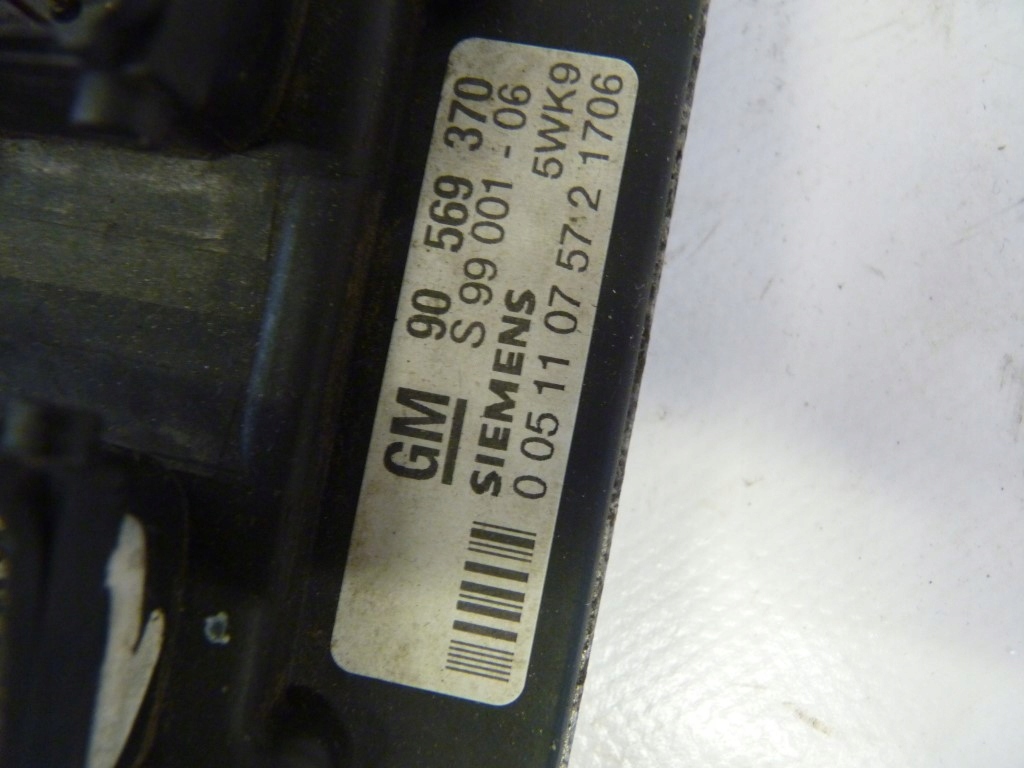 GM 90 569 370
S 99 001 - 06
SIEMENS 5WK9
0 05 11 07 57 2 1706